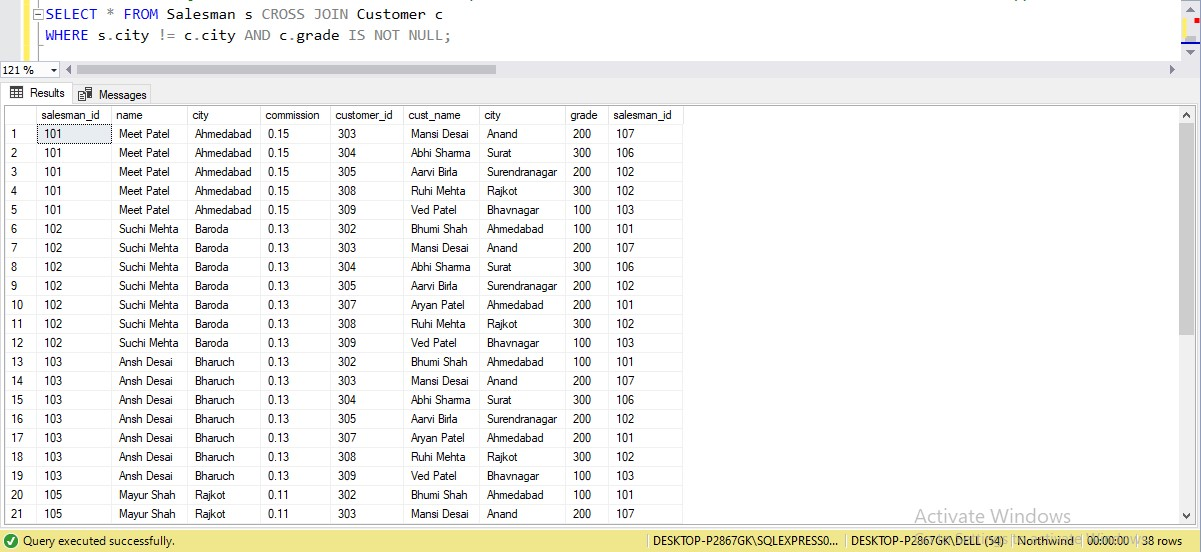 SELECT * FROM Salesman s CROSS JOIN Customer c
WHERE s.city != c.city AND c.grade IS NOT NULL;
121 %
Results Messages
salesman_id name city commission customer_id cust_name city grade salesman_id
1 101 Meet Patel Ahmedabad 0.15 303 Mansi Desai Anand 200 107
2 101 Meet Patel Ahmedabad 0.15 304 Abhi Sharma Surat 300 106
3 101 Meet Patel Ahmedabad 0.15 305 Aarvi Birla Surendranagar 200 102
4 101 Meet Patel Ahmedabad 0.15 308 Ruhi Mehta Rajkot 300 102
5 101 Meet Patel Ahmedabad 0.15 309 Ved Patel Bhavnagar 100 103
6 102 Suchi Mehta Baroda 0.13 302 Bhumi Shah Ahmedabad 100 101
7 102 Suchi Mehta Baroda 0.13 303 Mansi Desai Anand 200 107
8 102 Suchi Mehta Baroda 0.13 304 Abhi Sharma Surat 300 106
9 102 Suchi Mehta Baroda 0.13 305 Aarvi Birla Surendranagar 200 102
10 102 Suchi Mehta Baroda 0.13 307 Aryan Patel Ahmedabad 200 101
11 102 Suchi Mehta Baroda 0.13 308 Ruhi Mehta Rajkot 300 102
12 102 Suchi Mehta Baroda 0.13 309 Ved Patel Bhavnagar 100 103
13 103 Ansh Desai Bharuch 0.13 302 Bhumi Shah Ahmedabad 100 101
14 103 Ansh Desai Bharuch 0.13 303 Mansi Desai Anand 200 107
15 103 Ansh Desai Bharuch 0.13 304 Abhi Sharma Surat 300 106
16 103 Ansh Desai Bharuch 0.13 305 Aarvi Birla Surendranagar 200 102
17 103 Ansh Desai Bharuch 0.13 307 Aryan Patel Ahmedabad 200 101
18 103 Ansh Desai Bharuch 0.13 308 Ruhi Mehta Rajkot 300 102
19 103 Ansh Desai Bharuch 0.13 309 Ved Patel Bhavnagar 100 103
20 105 Mayur Shah Rajkot 0.11 302 Bhumi Shah Ahmedabad 100 101
21 105 Mayur Shah Rajkot 0.11 303 Mansi Desai Anand 200 107
Activate Windows
Query executed successfully. DESKTOP-P2867GK\SQLEXPRESS0... DESKTOP-P2867GK\DELL (54) Northwind 00:00:00 38 rows